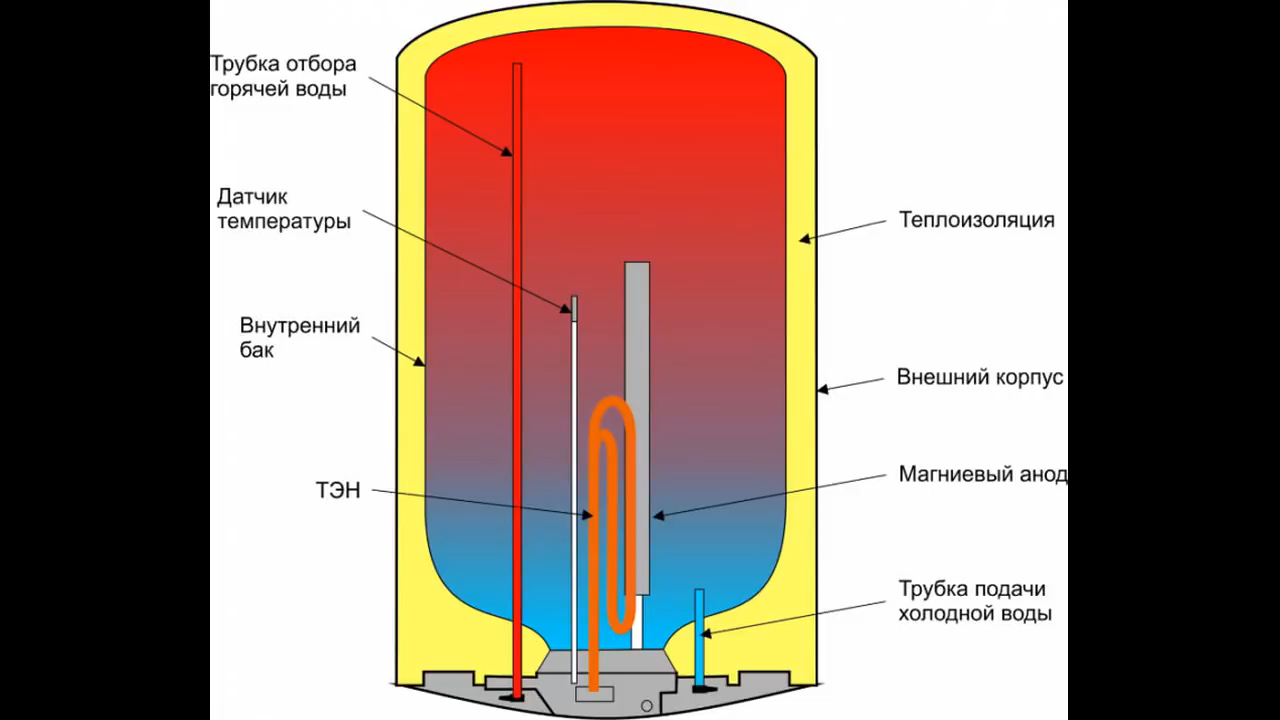 Трубка отбора
горячей воды
Датчик
температуры
Внутренний
бак
ТЭН
Теплоизоляция
Внешний корпус
Магниевый анод
Трубка подачи
холодной воды